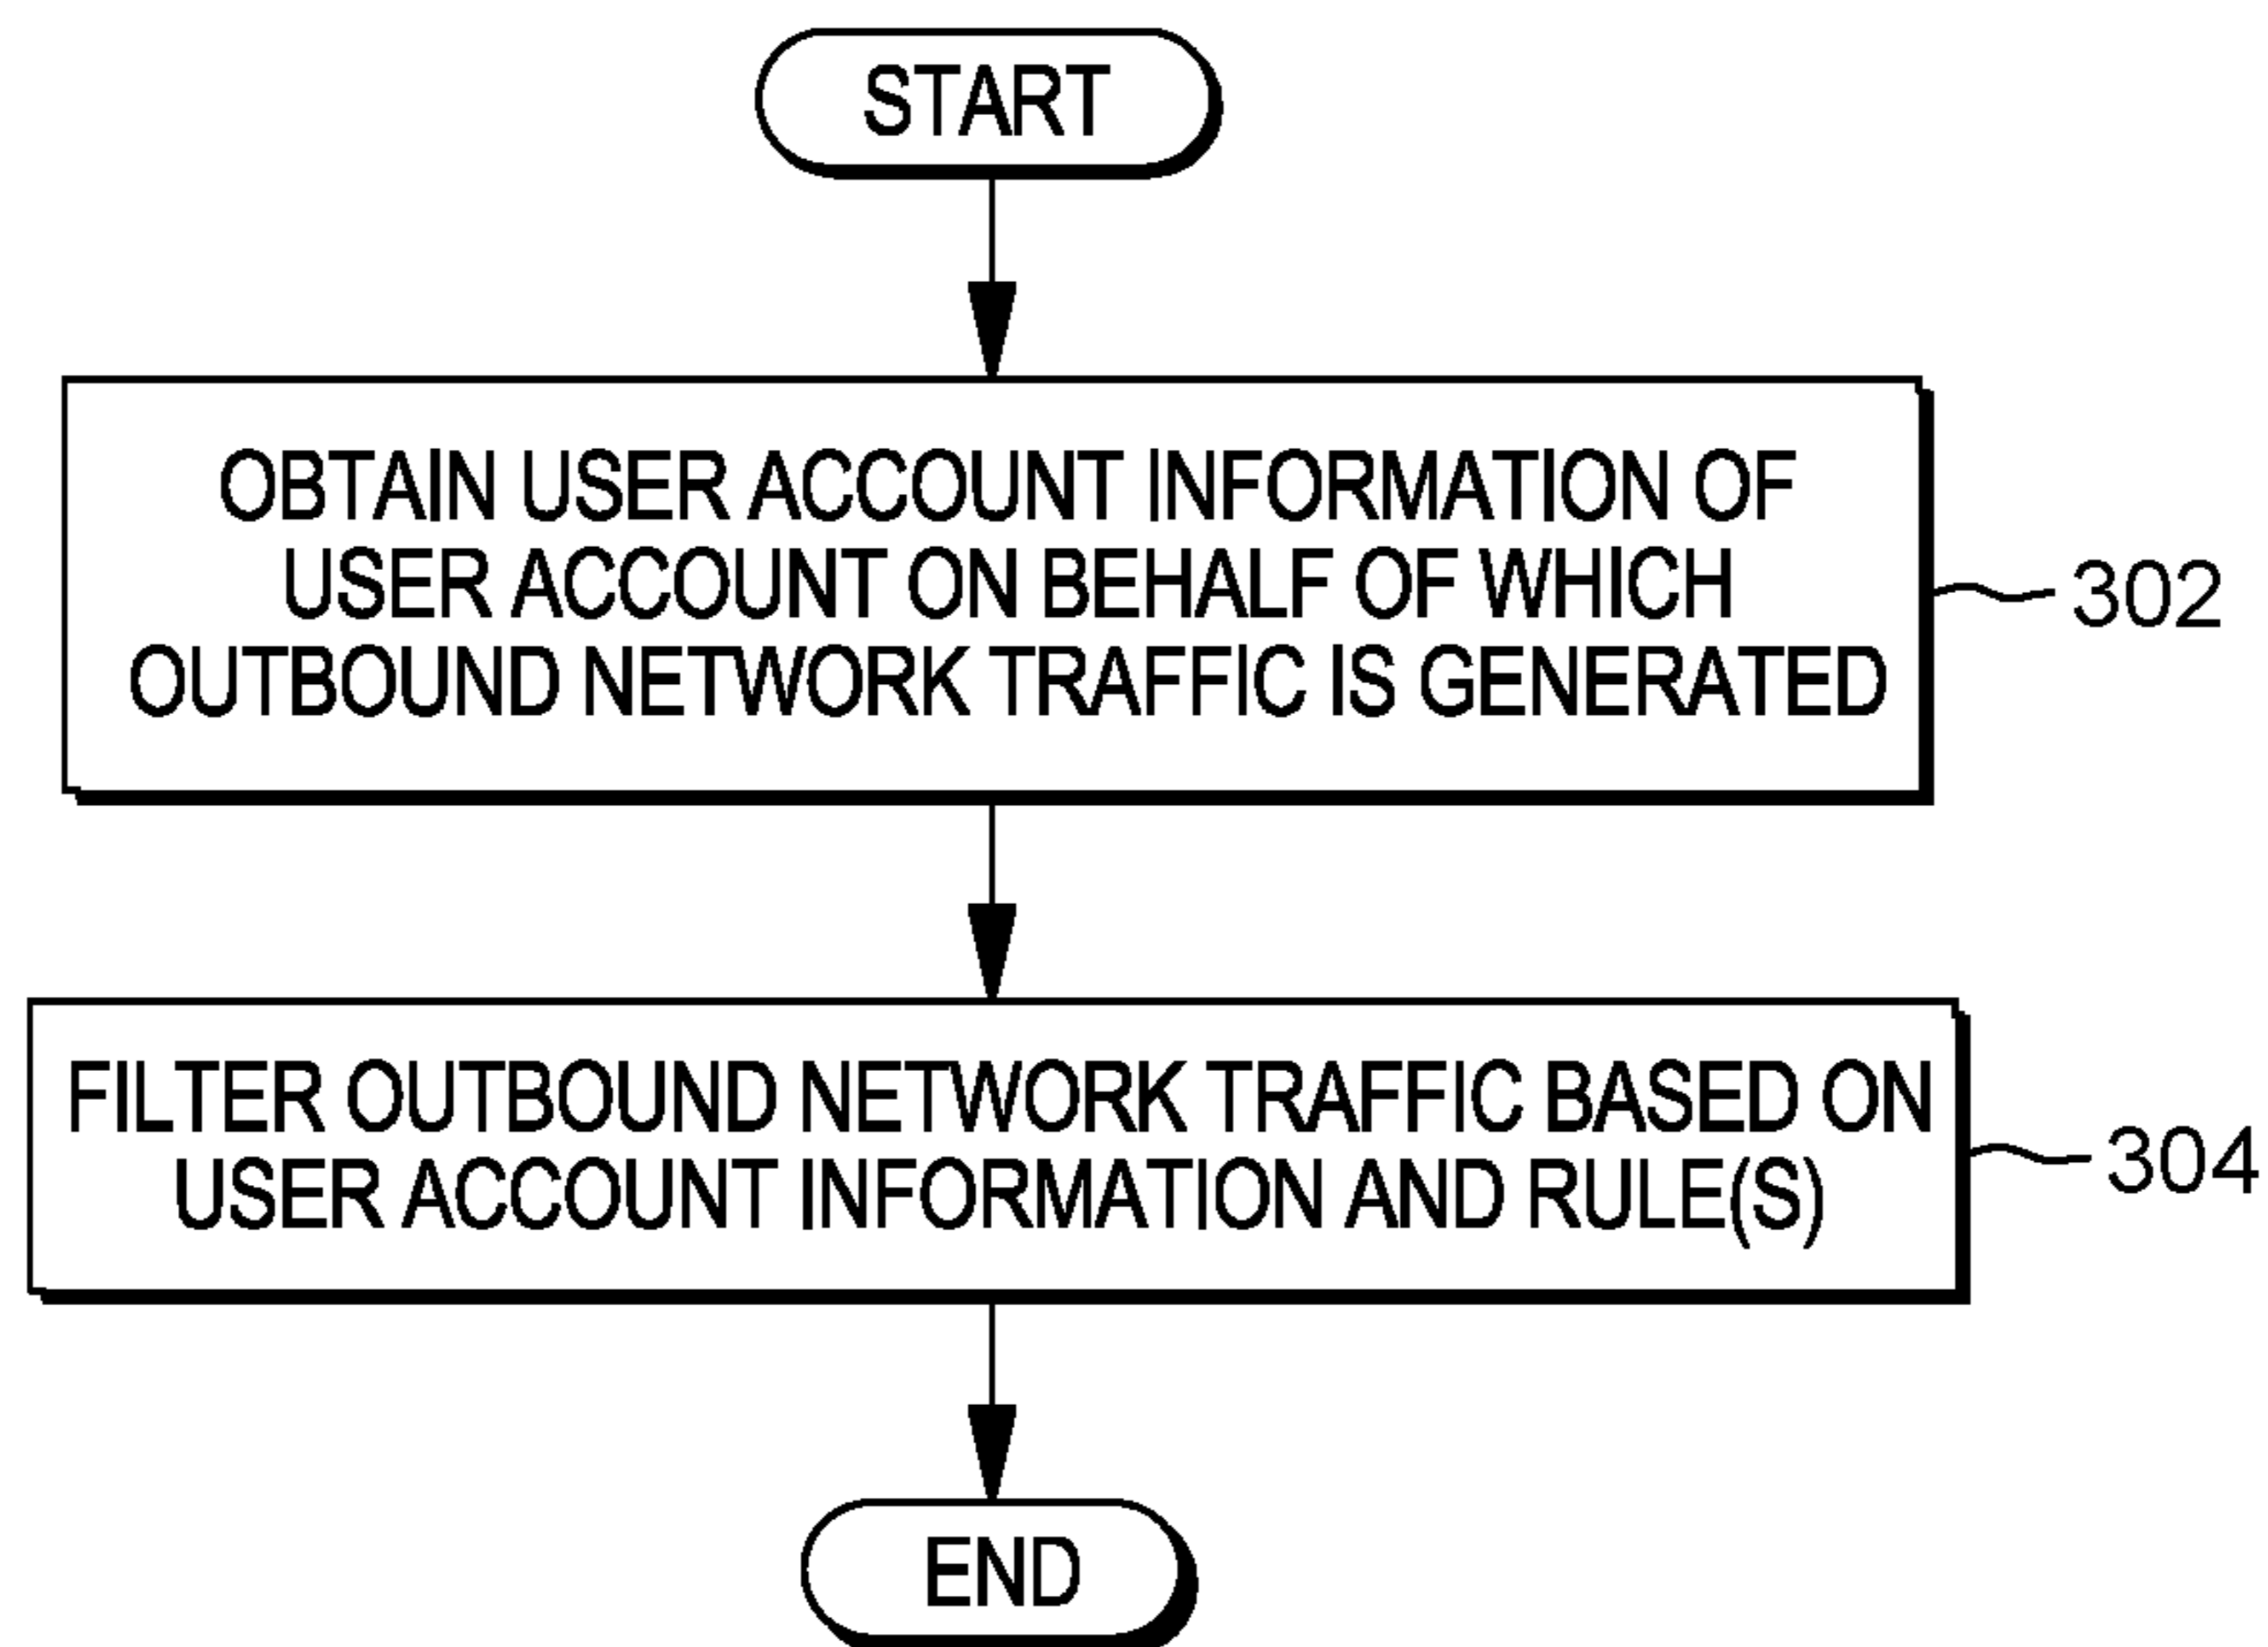 START
OBTAIN USER ACCOUNT INFORMATION OF
USER ACCOUNT ON BEHALF OF WHICH
OUTBOUND NETWORK TRAFFIC IS GENERATED
302
FILTER OUTBOUND NETWORK TRAFFIC BASED ON
USER ACCOUNT INFORMATION AND RULE(S)
304
END